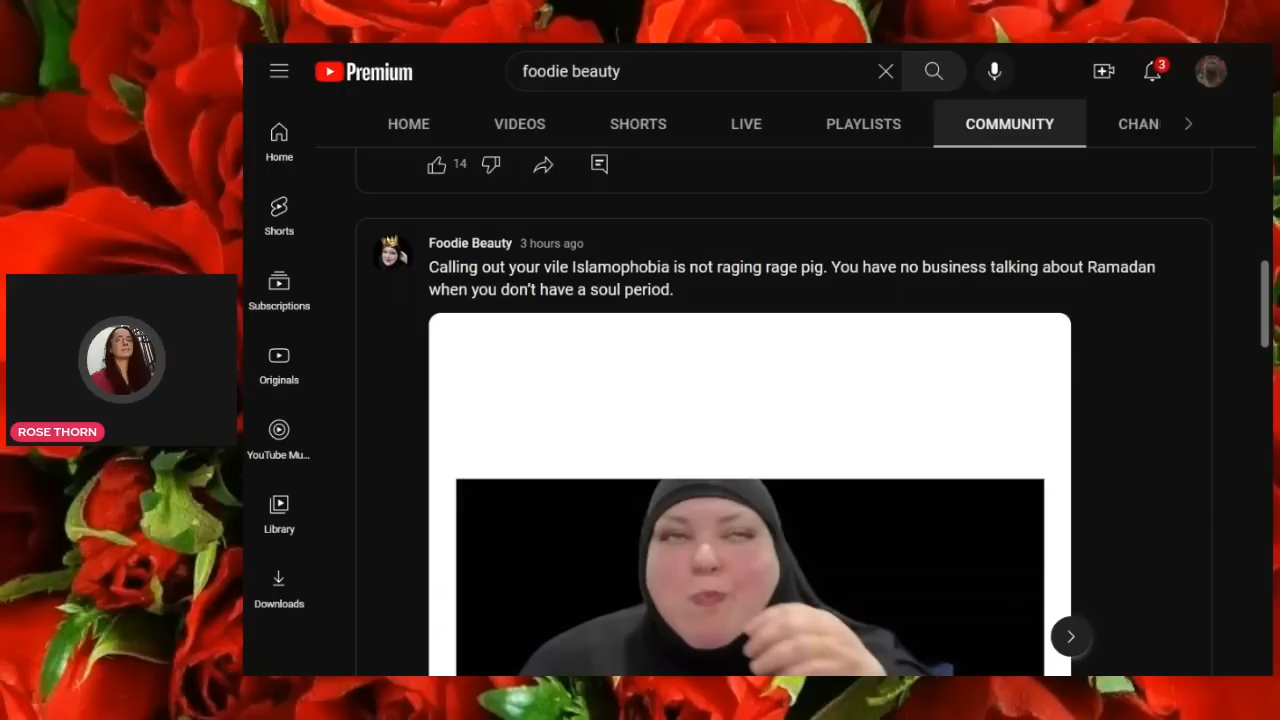 Premium
foodie beauty
3
HOME VIDEOS SHORTS LIVE PLAYLISTS COMMUNITY CHAN
Home
Shorts
Subscriptions
Originals
YouTube Mu...
Library
Downloads
14
Foodie Beauty 3 hours ago
Calling out your vile Islamophobia is not raging rage pig. You have no business talking about Ramadan
when you don’t have a soul period.
ROSE THORN